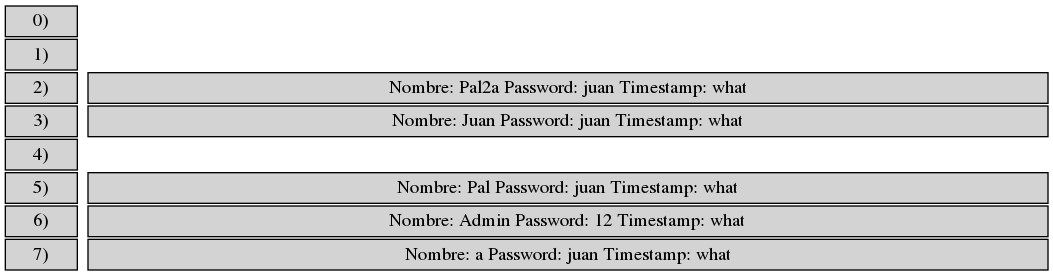 0)
1)
2) Nombre: Pal2a Password: juan Timestamp: what
3) Nombre: Juan Password: juan Timestamp: what
4)
5) Nombre: Pal Password: juan Timestamp: what
6) Nombre: Admin Password: 12 Timestamp: what
7) Nombre: a Password: juan Timestamp: what